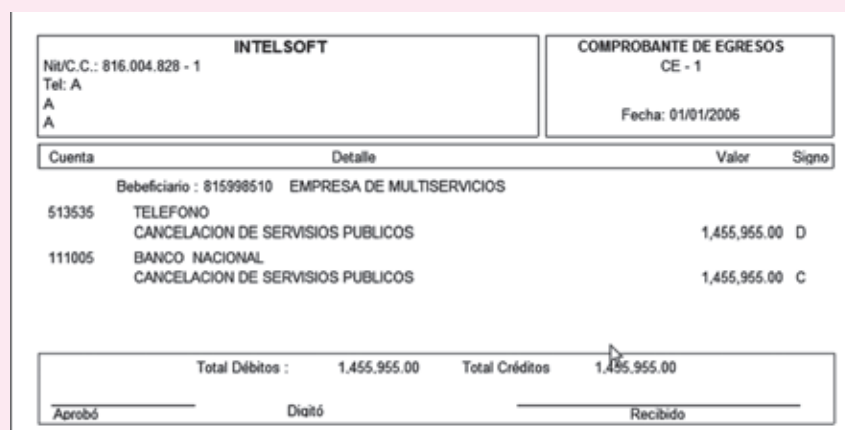 INTELSOFT
Nit/C.C.: 816.004.828 - 1
Tel: A
A
A
COMPROBANTE DE EGRESOS
CE - 1
Fecha: 01/01/2006
Cuenta Detalle Valor Signo
Bebeficiario : 815998510 EMPRESA DE MULTISERVICIOS
513535 TELEFONO
CANCELACION DE SERVISIOS PUBLICOS 1,455,955.00 D
111005 BANCO NACIONAL
CANCELACION DE SERVISIOS PUBLICOS 1,455,955.00 C
Total Débitos : 1,455,955.00 Total Créditos 1,455,955.00
Aprobó Digitó Recibido